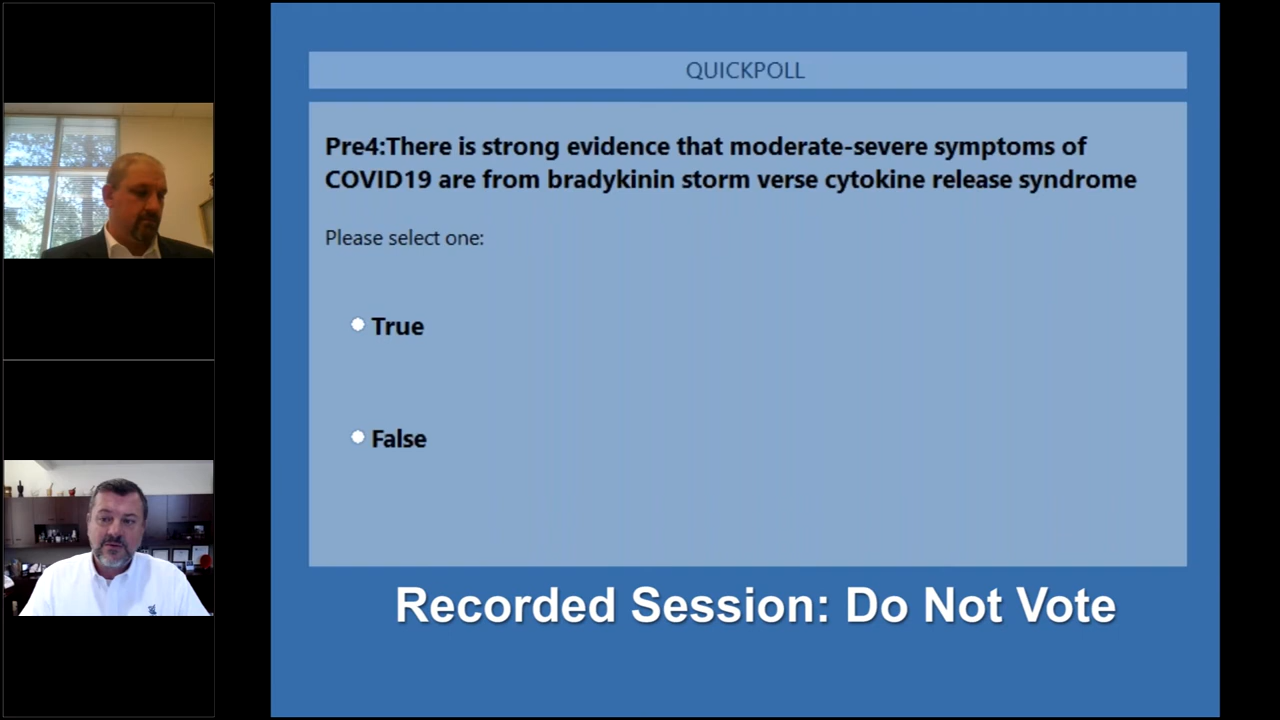 QUICKPOLL
Pre4:There is strong evidence that moderate-severe symptoms of
COVID19 are from bradykinin storm verse cytokine release syndrome
Please select one:
True
False
Recorded Session: Do Not Vote